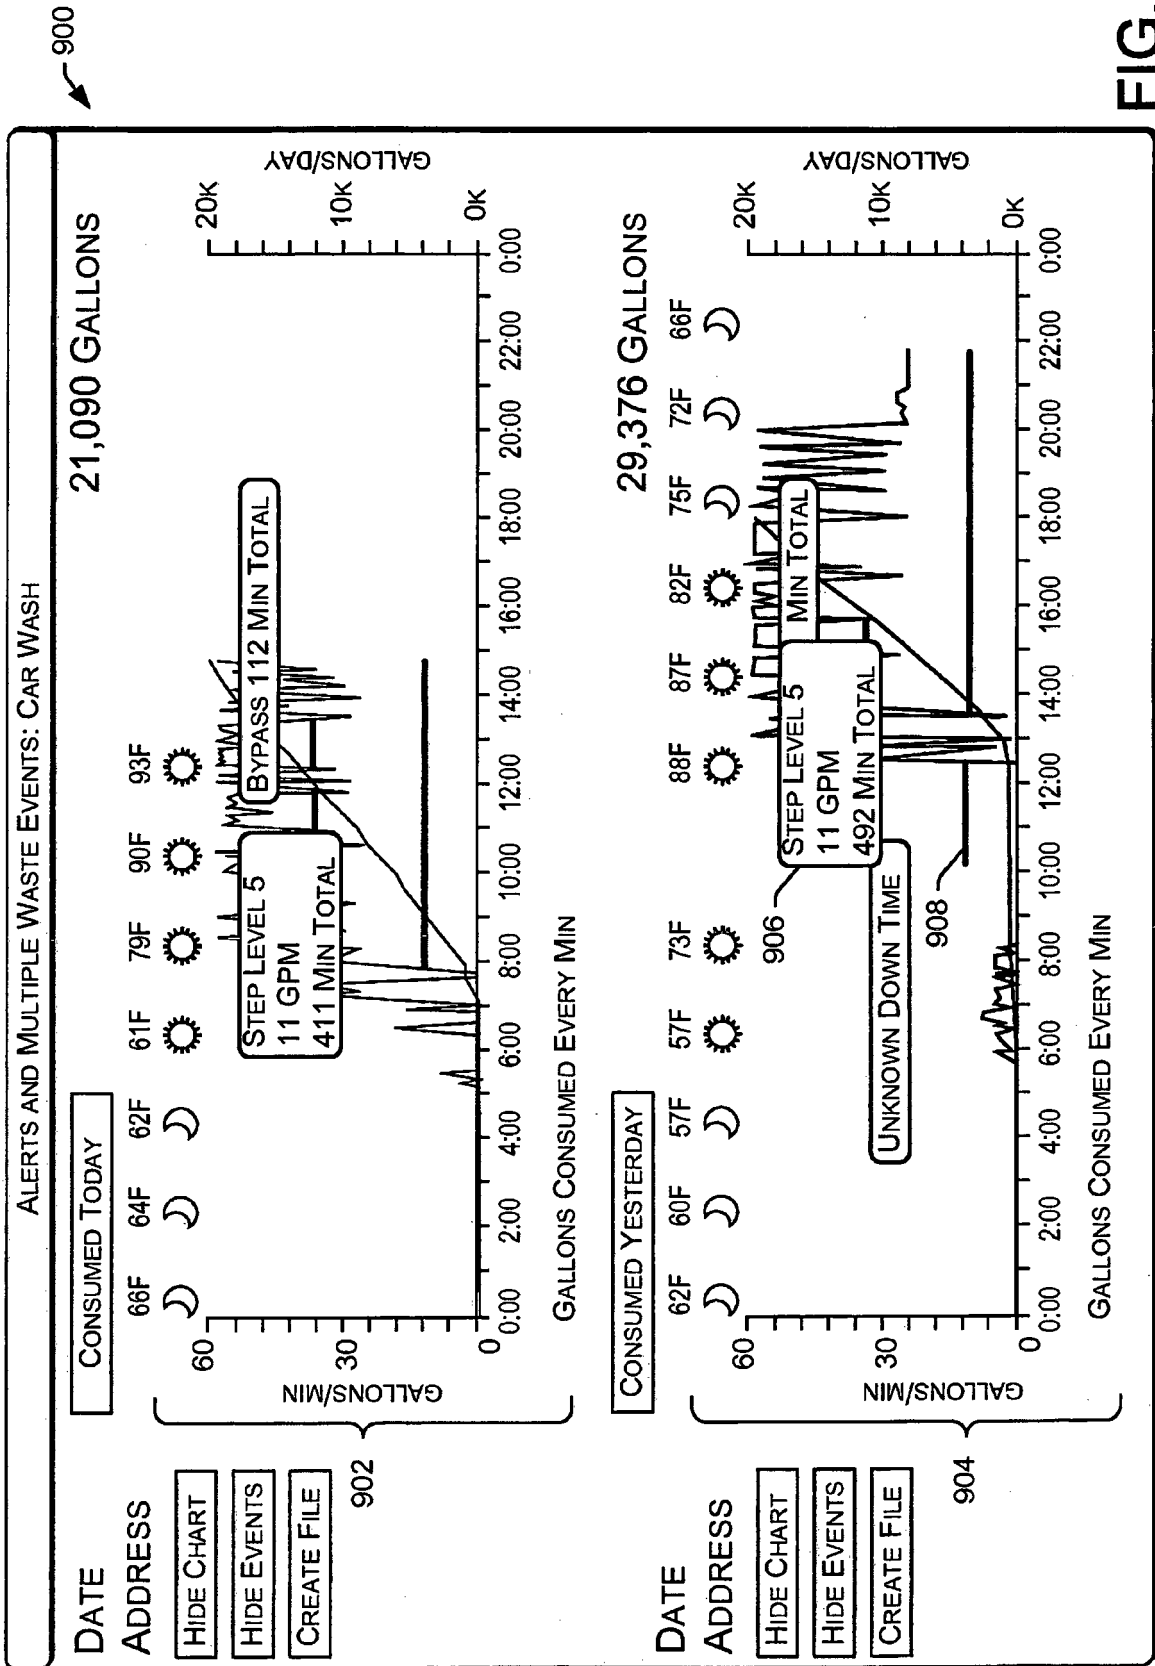 ALERTS AND MULTIPLE WASTE EVENTS: CAR WASH
900
DATE
ADDRESS
HIDE CHART
HIDE EVENTS
CREATE FILE
902
CONSUMED TODAY
21,090 GALLONS
66F 64F 62F 61F 79F 90F 93F
GALLONS/MIN
60
30
0
STEP LEVEL 5
11 GPM
411 MIN TOTAL
BYPASS 112 MIN TOTAL
20K
10K
0K
GALLONS/DAY
0:00 2:00 4:00 6:00 8:00 10:00 12:00 14:00 16:00 18:00 20:00 22:00 0:00
GALLONS CONSUMED EVERY MIN
DATE
ADDRESS
HIDE CHART
HIDE EVENTS
CREATE FILE
904
CONSUMED YESTERDAY
29,376 GALLONS
62F 60F 57F 57F 73F 88F 87F 82F 75F 72F 66F
GALLONS/MIN
60
30
0
906
STEP LEVEL 5
11 GPM
492 MIN TOTAL
MIN TOTAL
UNKNOWN DOWN TIME
908
20K
10K
0K
GALLONS/DAY
0:00 2:00 4:00 6:00 8:00 10:00 12:00 14:00 16:00 18:00 20:00 22:00 0:00
GALLONS CONSUMED EVERY MIN
FIG.